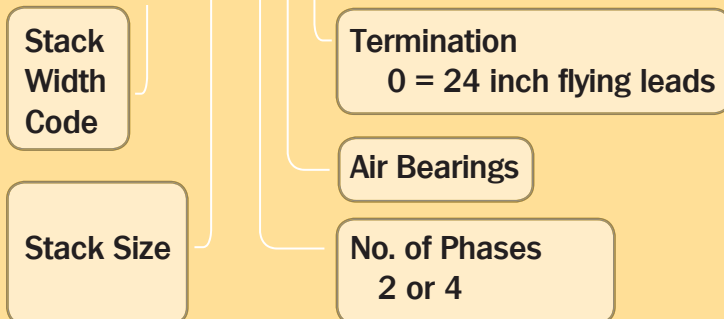 Stack
Width
Code
Stack Size
Termination
0 = 24 inch flying leads
Air Bearings
No. of Phases
2 or 4